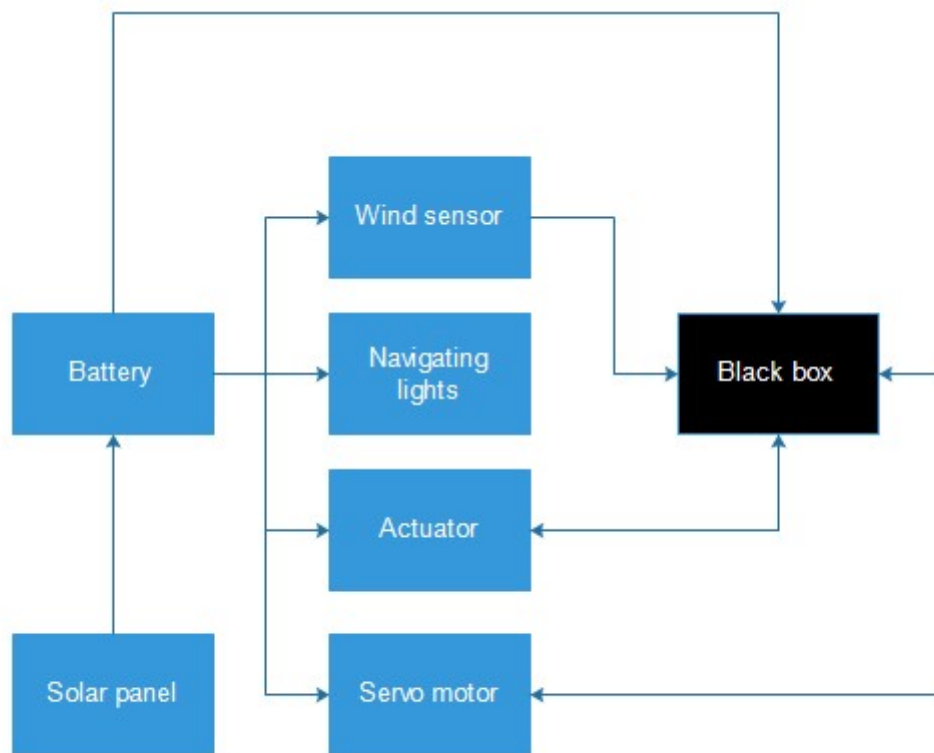 Wind sensor
Battery
Navigating
lights
Black box
Actuator
Solar panel
Servo motor